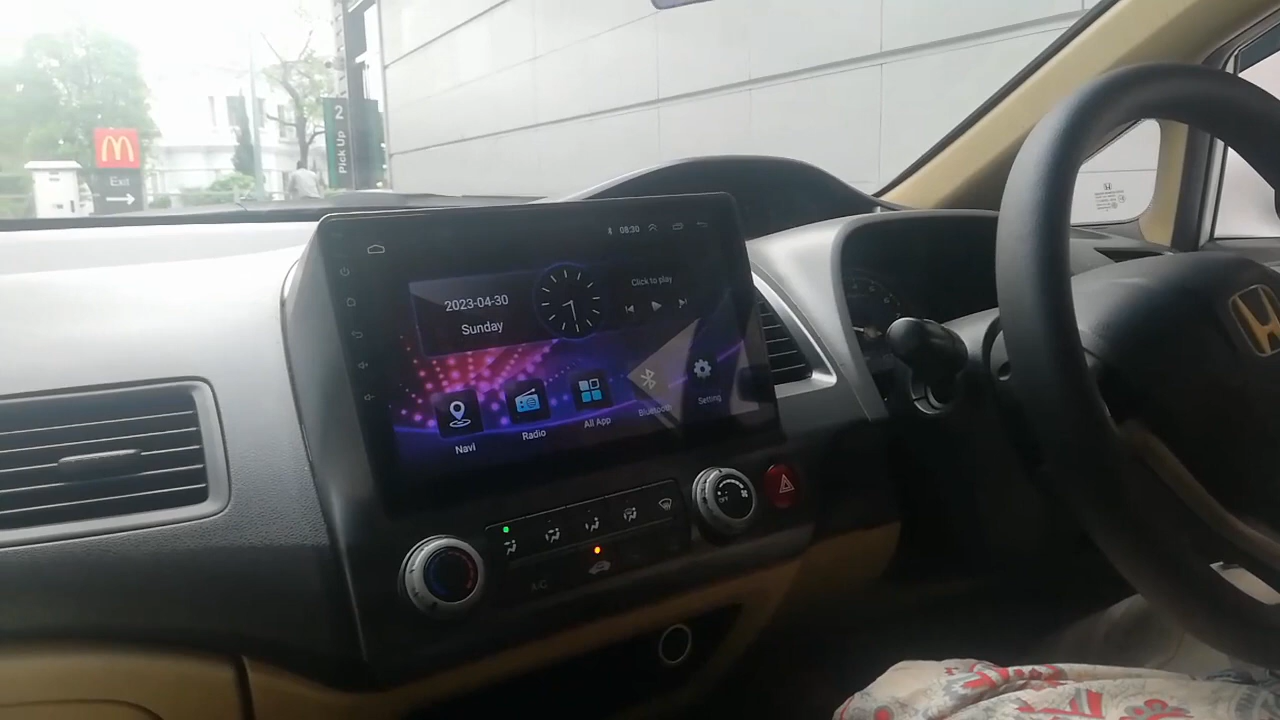 2
Pick Up
Exit
08:30
2023-04-30
Sunday
Click to play
Navi
Radio
All App
Bluetooth
Setting
A/C
OFF